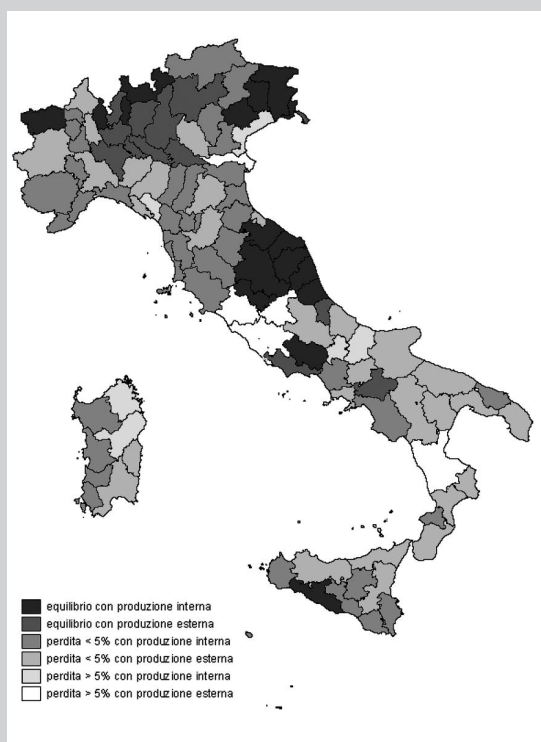 equilibrio con produzione interna
equilibrio con produzione esterna
perdita < 5% con produzione interna
perdita < 5% con produzione esterna
perdita > 5% con produzione interna
perdita > 5% con produzione esterna